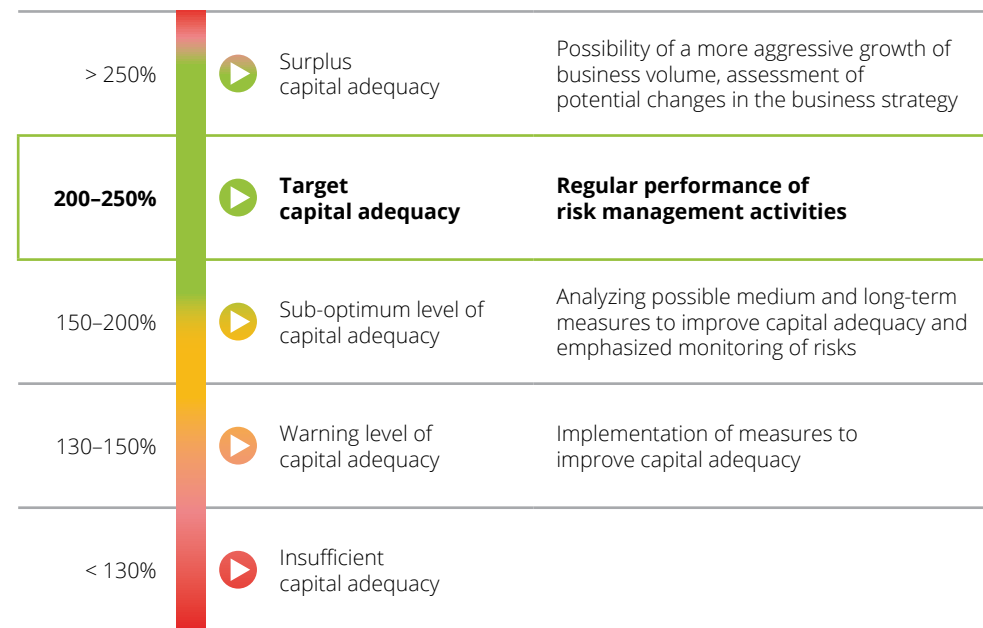 > 250%
Surplus
capital adequacy
Possibility of a more aggressive growth of
business volume, assessment of
potential changes in the business strategy
200–250%
Target
capital adequacy
Regular performance of
risk management activities
150–200%
Sub-optimum level of
capital adequacy
Analyzing possible medium and long-term
measures to improve capital adequacy and
emphasized monitoring of risks
130–150%
Warning level of
capital adequacy
Implementation of measures to
improve capital adequacy
< 130%
Insufficient
capital adequacy